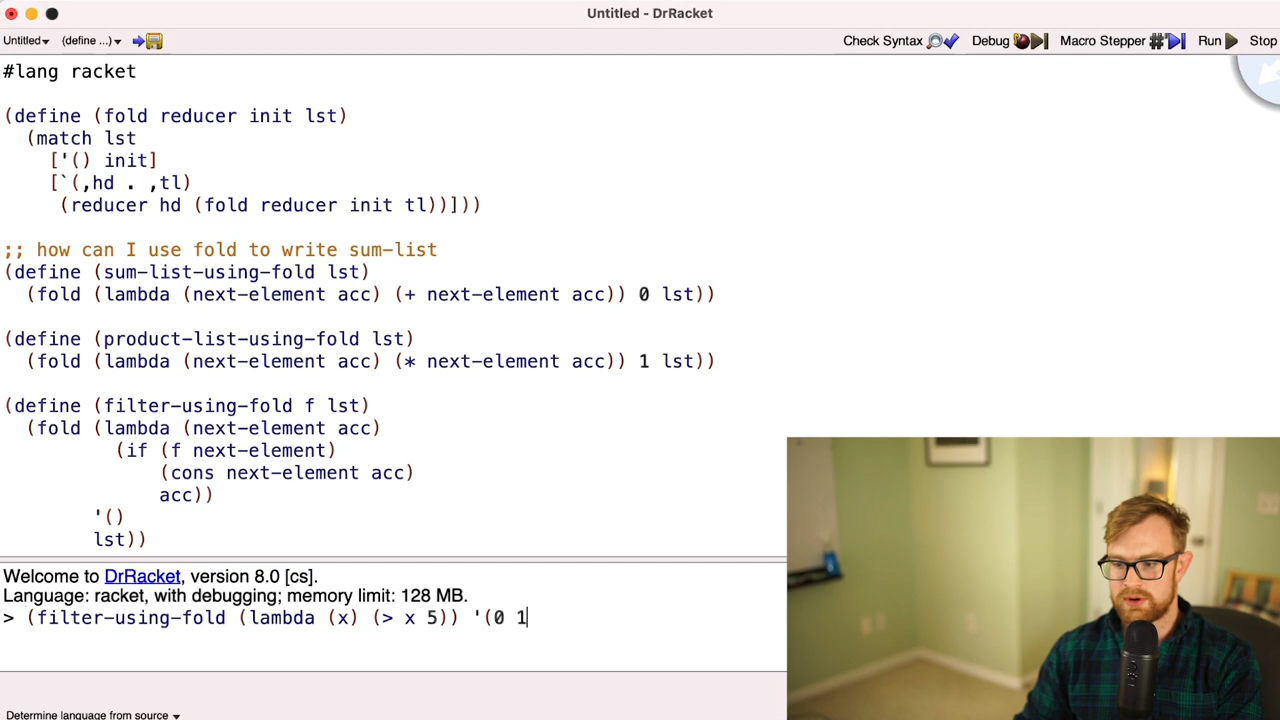 Untitled - DrRacket
Untitled▾ (define ...)▾ Check Syntax Debug Macro Stepper Run Stop
#lang racket
(define (fold reducer init lst)
(match lst
['() init]
[`(,hd . ,tl)
(reducer hd (fold reducer init tl))]))
;; how can I use fold to write sum-list
(define (sum-list-using-fold lst)
(fold (lambda (next-element acc) (+ next-element acc)) 0 lst))
(define (product-list-using-fold lst)
(fold (lambda (next-element acc) (* next-element acc)) 1 lst))
(define (filter-using-fold f lst)
(fold (lambda (next-element acc)
(if (f next-element)
(cons next-element acc)
acc))
'()
lst))
Welcome to DrRacket, version 8.0 [cs].
Language: racket, with debugging; memory limit: 128 MB.
> (filter-using-fold (lambda (x) (> x 5)) '(0 1
Determine language from source ▾